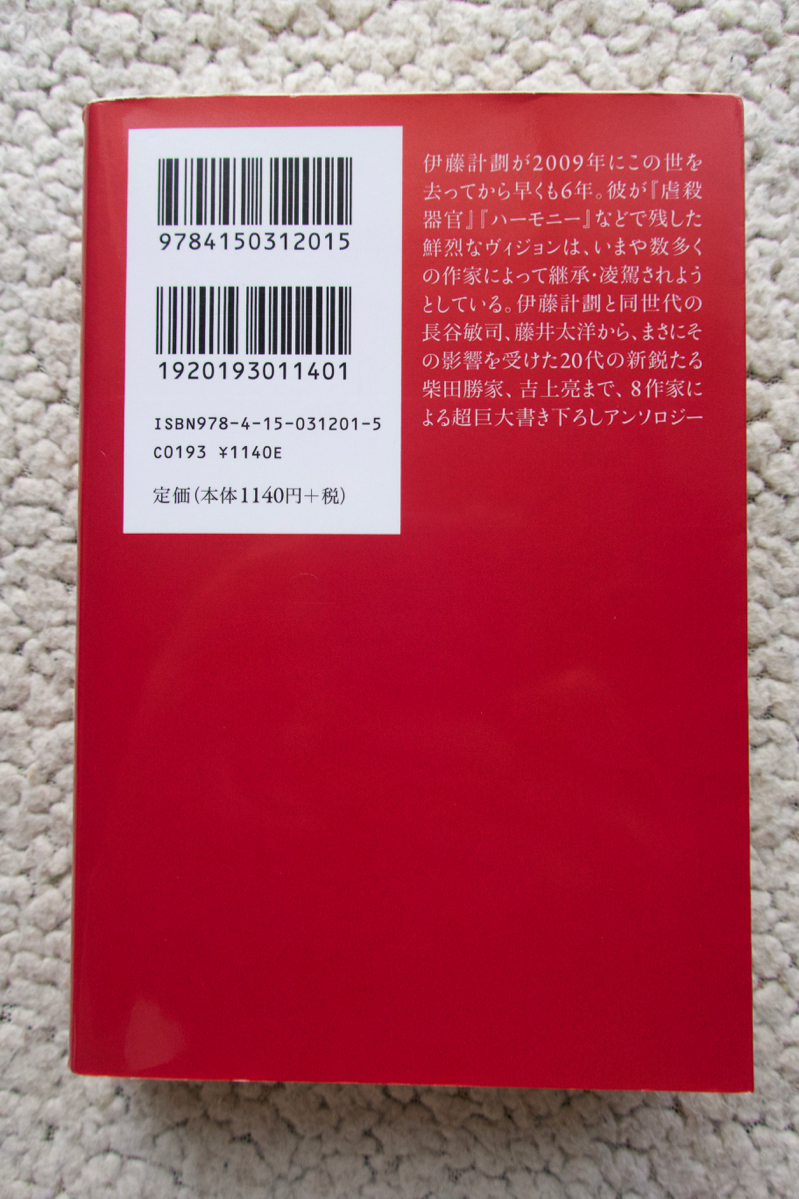 9784150312015
1920193011401
ISBN978-4-15-031201-5
C0193 ¥1140E
定価(本体1140円+税)
伊藤計劃が2009年にこの世を
去ってから早くも6年。彼が『虐殺
器官』『ハーモニー』などで残した
鮮烈なヴィジョンは、いまや数多く
の作家によって継承・凌駕されよう
としている。伊藤計劃と同世代の
長谷敏司、藤井太洋から、まさにそ
の影響を受けた20代の新鋭たる
柴田勝家、吉上亮まで、8作家に
よる超巨大書き下ろしアンソロジー